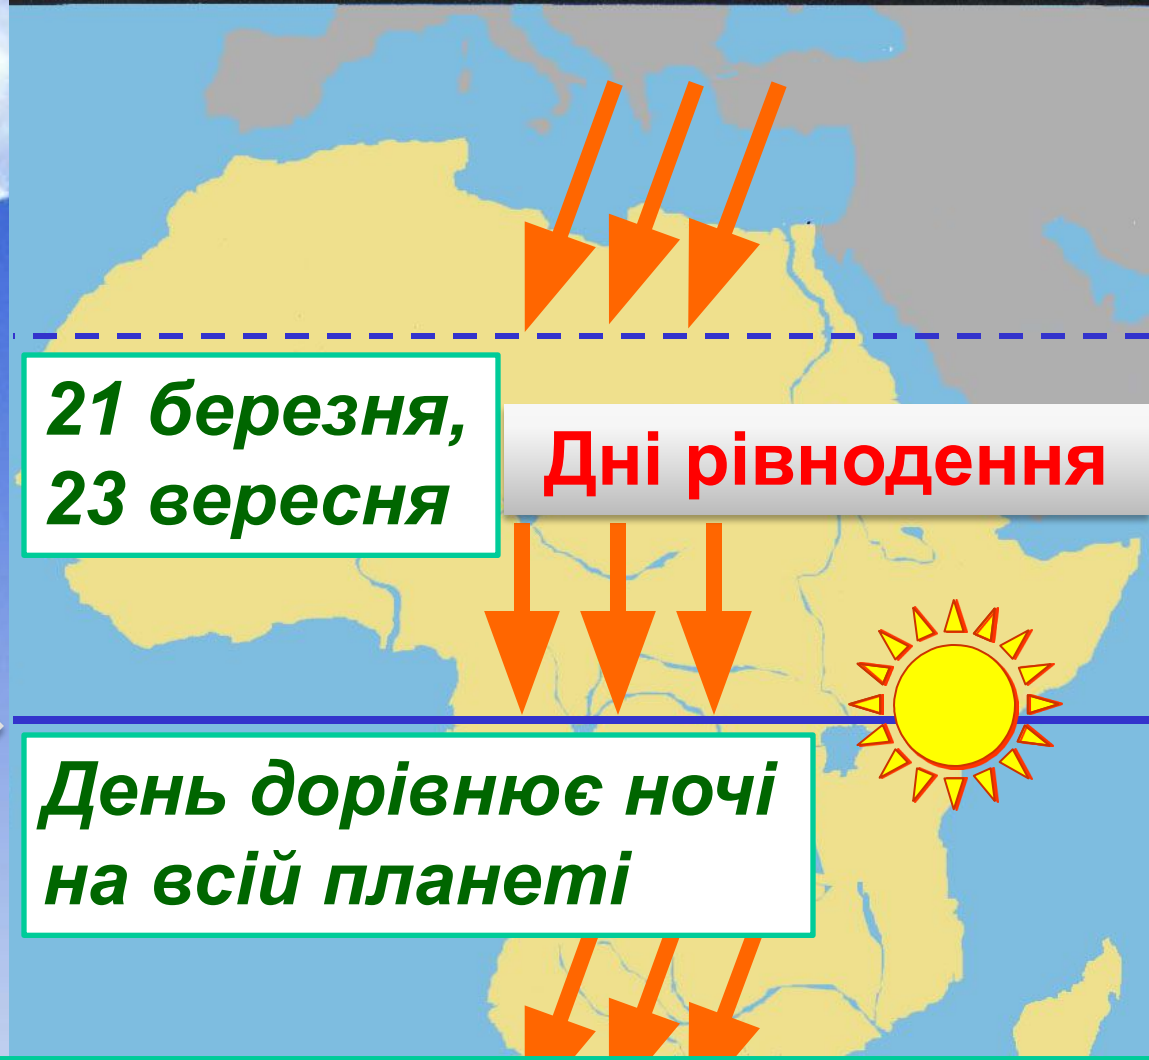 21 березня,
23 вересня
Дні рівнодення
День дорівнює ночі
на всій планеті